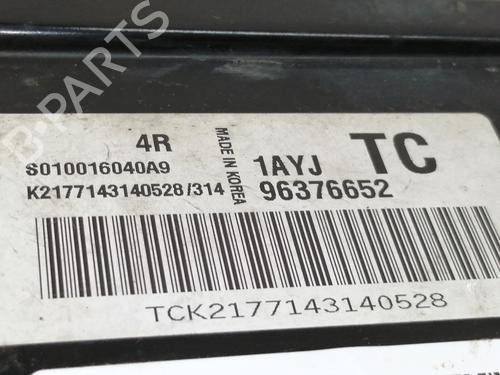 B-PARTS
4R
MADE IN KOREA
1AYJ
TC
S010016040A9
K2177143140528/314
96376652
TCK2177143140528